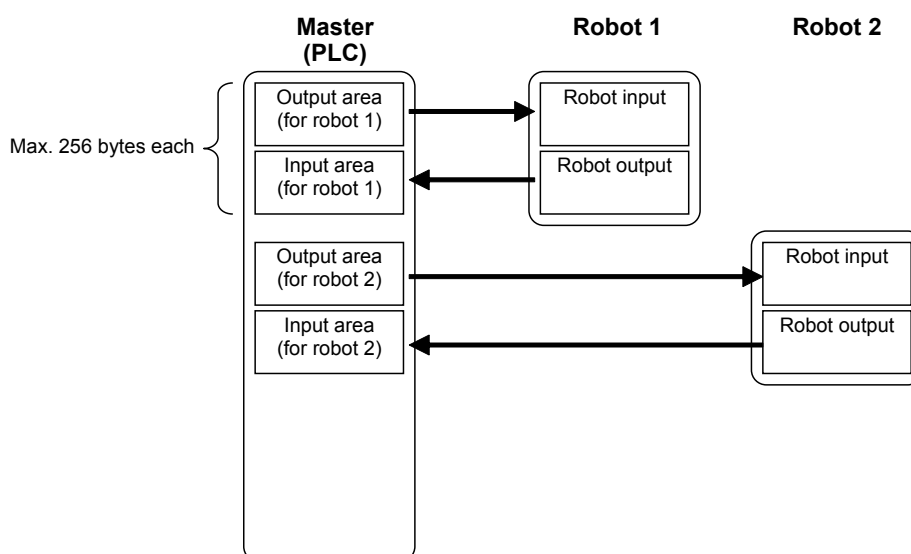 Master
(PLC)
Robot 1
Robot 2
Max. 256 bytes each
Output area
(for robot 1)
Robot input
Input area
(for robot 1)
Robot output
Output area
(for robot 2)
Robot input
Input area
(for robot 2)
Robot output